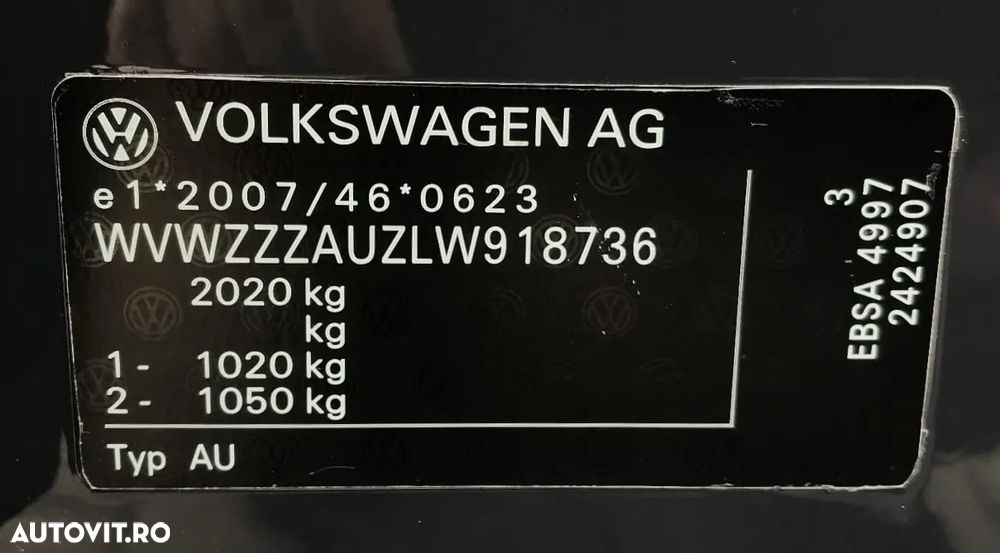 VOLKSWAGEN AG
e1*2007/46*0623
WVWZZZAUZLW918736
2020 kg
kg
1 - 1020 kg
2 - 1050 kg
Typ AU
3
EBSA 4997
2424907
AUTOVIT.RO